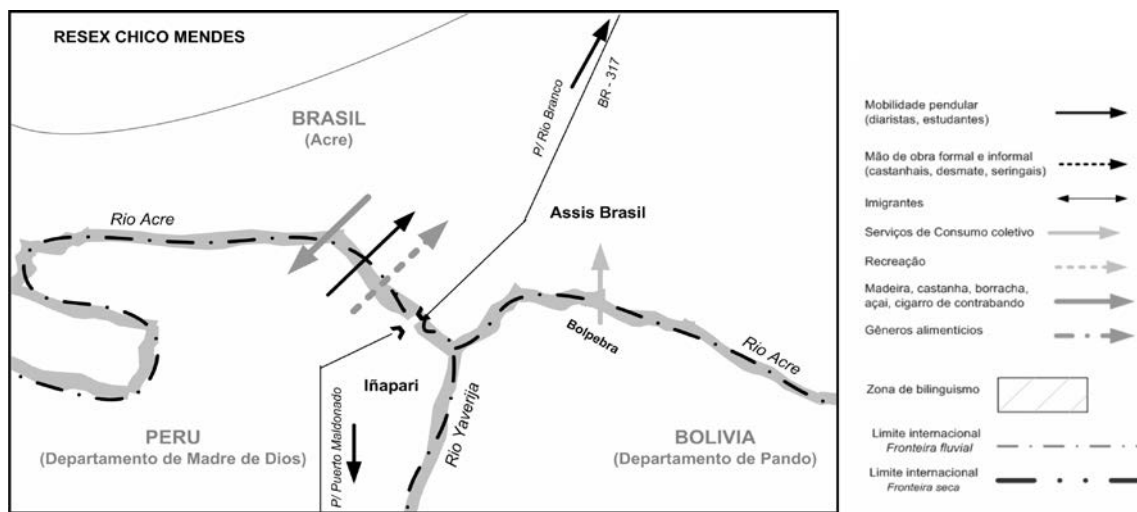 RESEX CHICO MENDES
BRASIL
(Acre)
P/ Rio Branco
BR - 317
Rio Acre
Assis Brasil
Bolpebra
Rio Acre
Iñapari
Rio Yaverija
P/ Puerto Maldonado
PERU
(Departamento de Madre de Dios)
BOLIVIA
(Departamento de Pando)
Mobilidade pendular
(diaristas, estudantes)
Mão de obra formal e informal
(castanhais, desmate, seringais)
Imigrantes
Serviços de Consumo coletivo
Recreação
Madeira, castanha, borracha,
açai, cigarro de contrabando
Gêneros alimentícios
Zona de bilinguismo
Limite internacional
Fronteira fluvial
Limite internacional
Fronteira seca